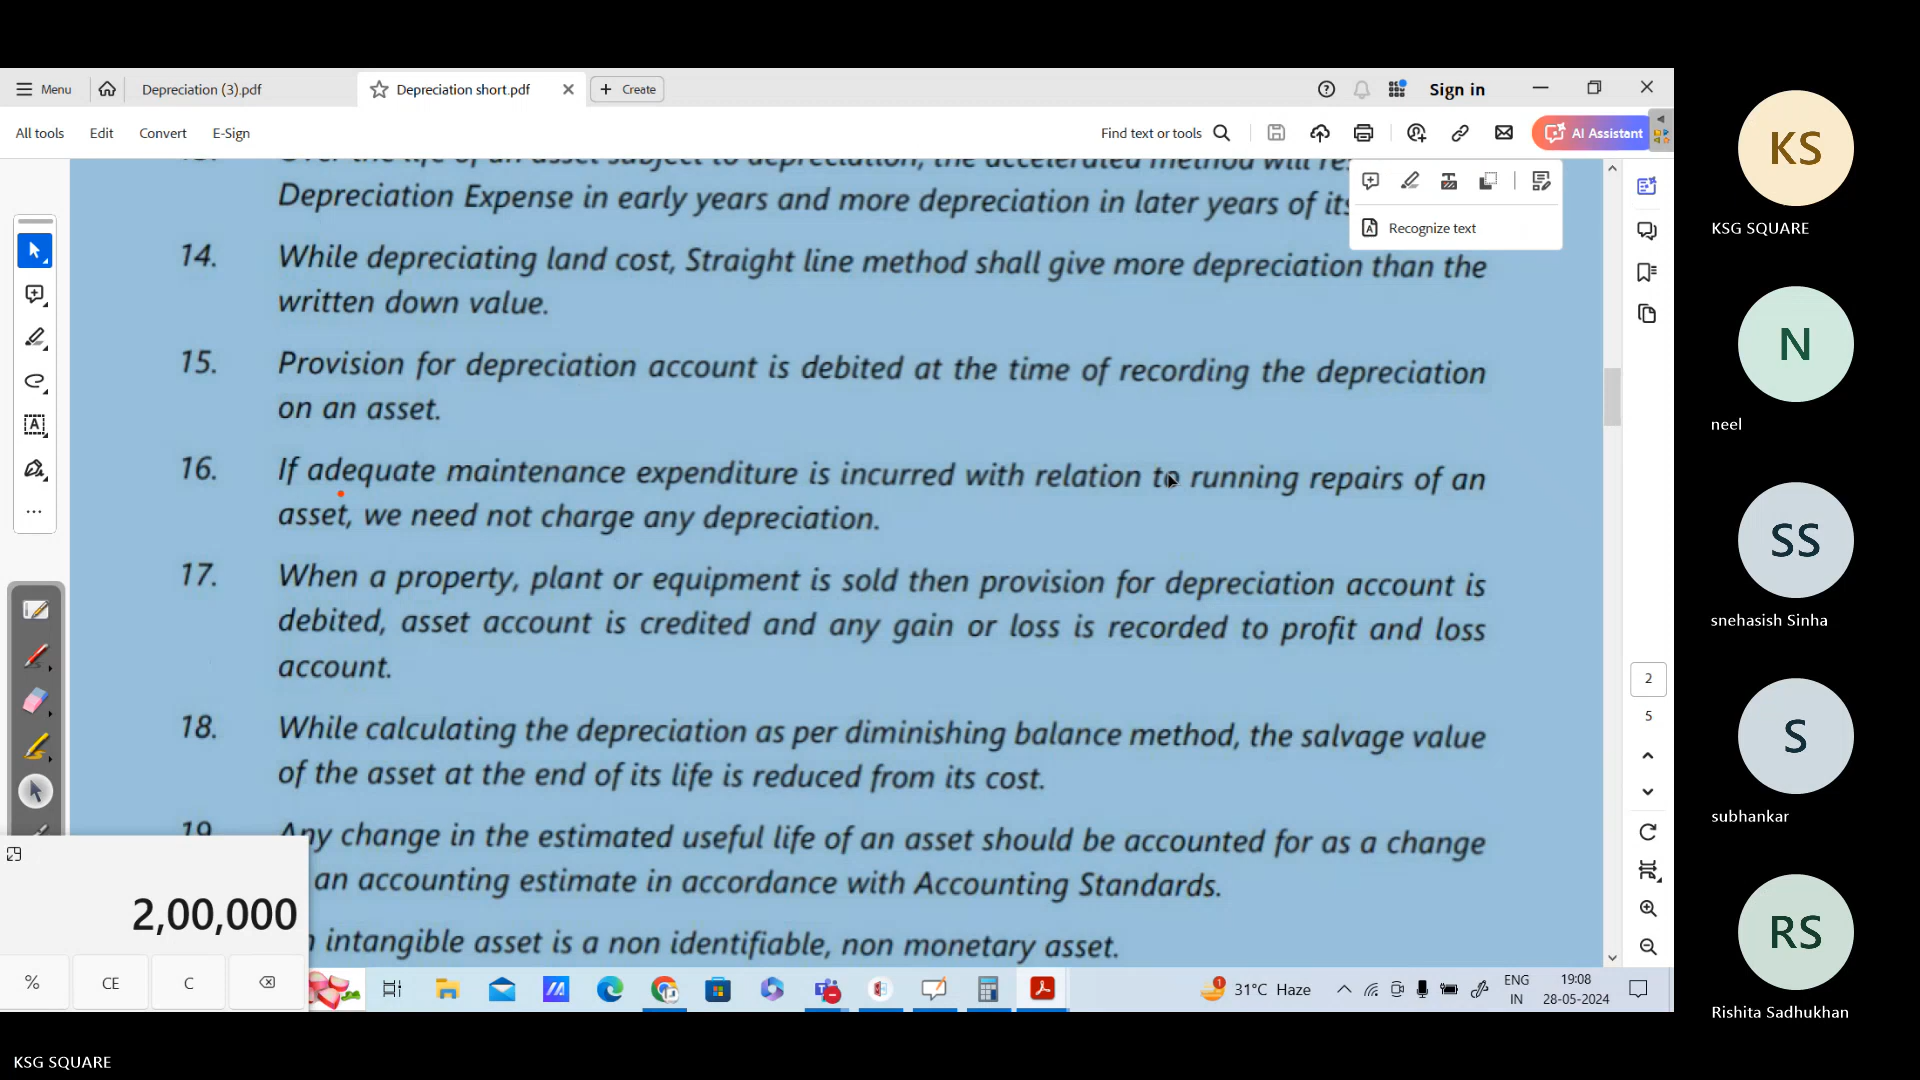 Menu
Depreciation (3).pdf
Depreciation short.pdf
Create
Sign in
All tools
Edit
Convert
E-Sign
Find text or tools
AI Assistant
Depreciation Expense in early years and more depreciation in later years of its
Recognize text
14. While depreciating land cost, Straight line method shall give more depreciation than the
written down value.
15. Provision for depreciation account is debited at the time of recording the depreciation
on an asset.
16. If adequate maintenance expenditure is incurred with relation to running repairs of an
asset, we need not charge any depreciation.
17. When a property, plant or equipment is sold then provision for depreciation account is
debited, asset account is credited and any gain or loss is recorded to profit and loss
account.
18. While calculating the depreciation as per diminishing balance method, the salvage value
of the asset at the end of its life is reduced from its cost.
19. Any change in the estimated useful life of an asset should be accounted for as a change
an accounting estimate in accordance with Accounting Standards.
intangible asset is a non identifiable, non monetary asset.
2
5
2,00,000
%
CE
C
31°C Haze
ENG
IN
19:08
28-05-2024
KS
KSG SQUARE
N
neel
SS
snehasish Sinha
S
subhankar
RS
Rishita Sadhukhan
KSG SQUARE